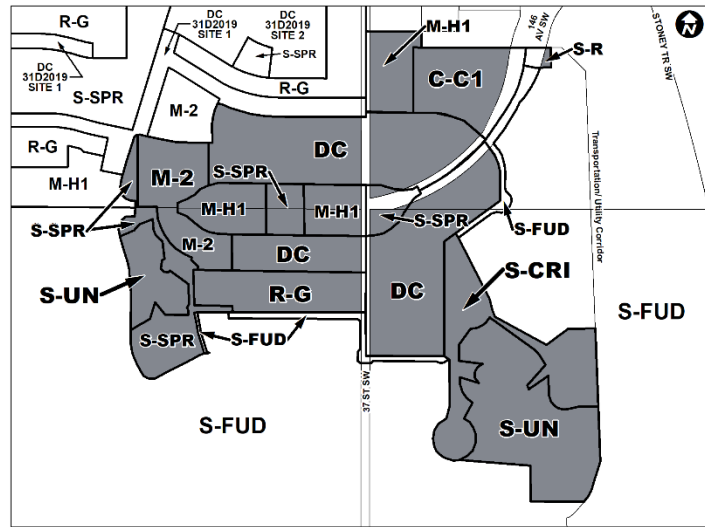 R-G
DC
31D2019
SITE 1
DC
31D2019
SITE 2
S-SPR
M-H1
146
AV SW
STONEY TR SW
N
S-R
DC
31D2019
SITE 1
S-SPR
R-G
M-2
C-C1
R-G
M-H1
DC
S-SPR
M-2
M-H1
M-H1
S-SPR
S-SPR
S-FUD
Transportation/ Utility Corridor
M-2
DC
S-UN
R-G
DC
S-CRI
S-FUD
S-SPR
S-FUD
37 ST SW
S-FUD
S-UN